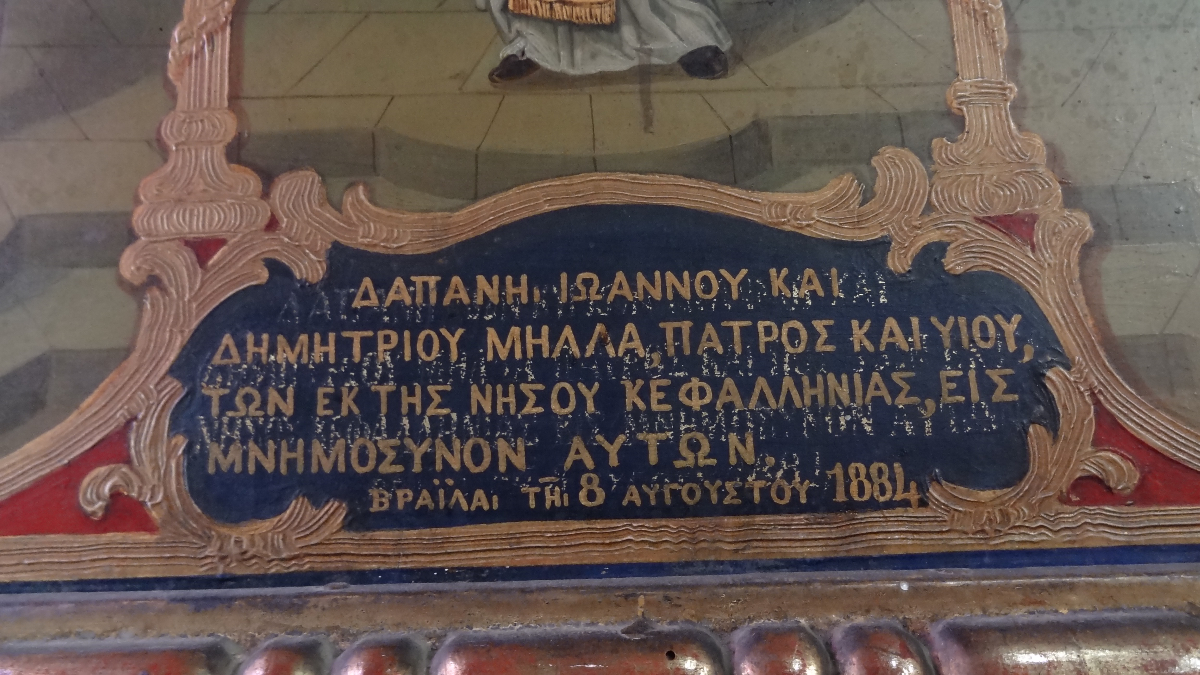 ΔΑΠΑΝΗι ΙΩΑΝΝΟΥ ΚΑΙ
ΔΗΜΗΤΡΙΟΥ ΜΗΛΛΑ, ΠΑΤΡΟΣ ΚΑΙ ΥΙΟΥ,
ΤΩΝ ΕΚ ΤΗΣ ΝΗΣΟΥ ΚΕΦΑΛΛΗΝΙΑΣ, ΕΙΣ
ΜΝΗΜΟΣΥΝΟΝ ΑΥΤΩΝ.
ΒΡΑΪΛΑι ΤΗι 8 ΑΥΓΟΥΣΤΟΥ 1884